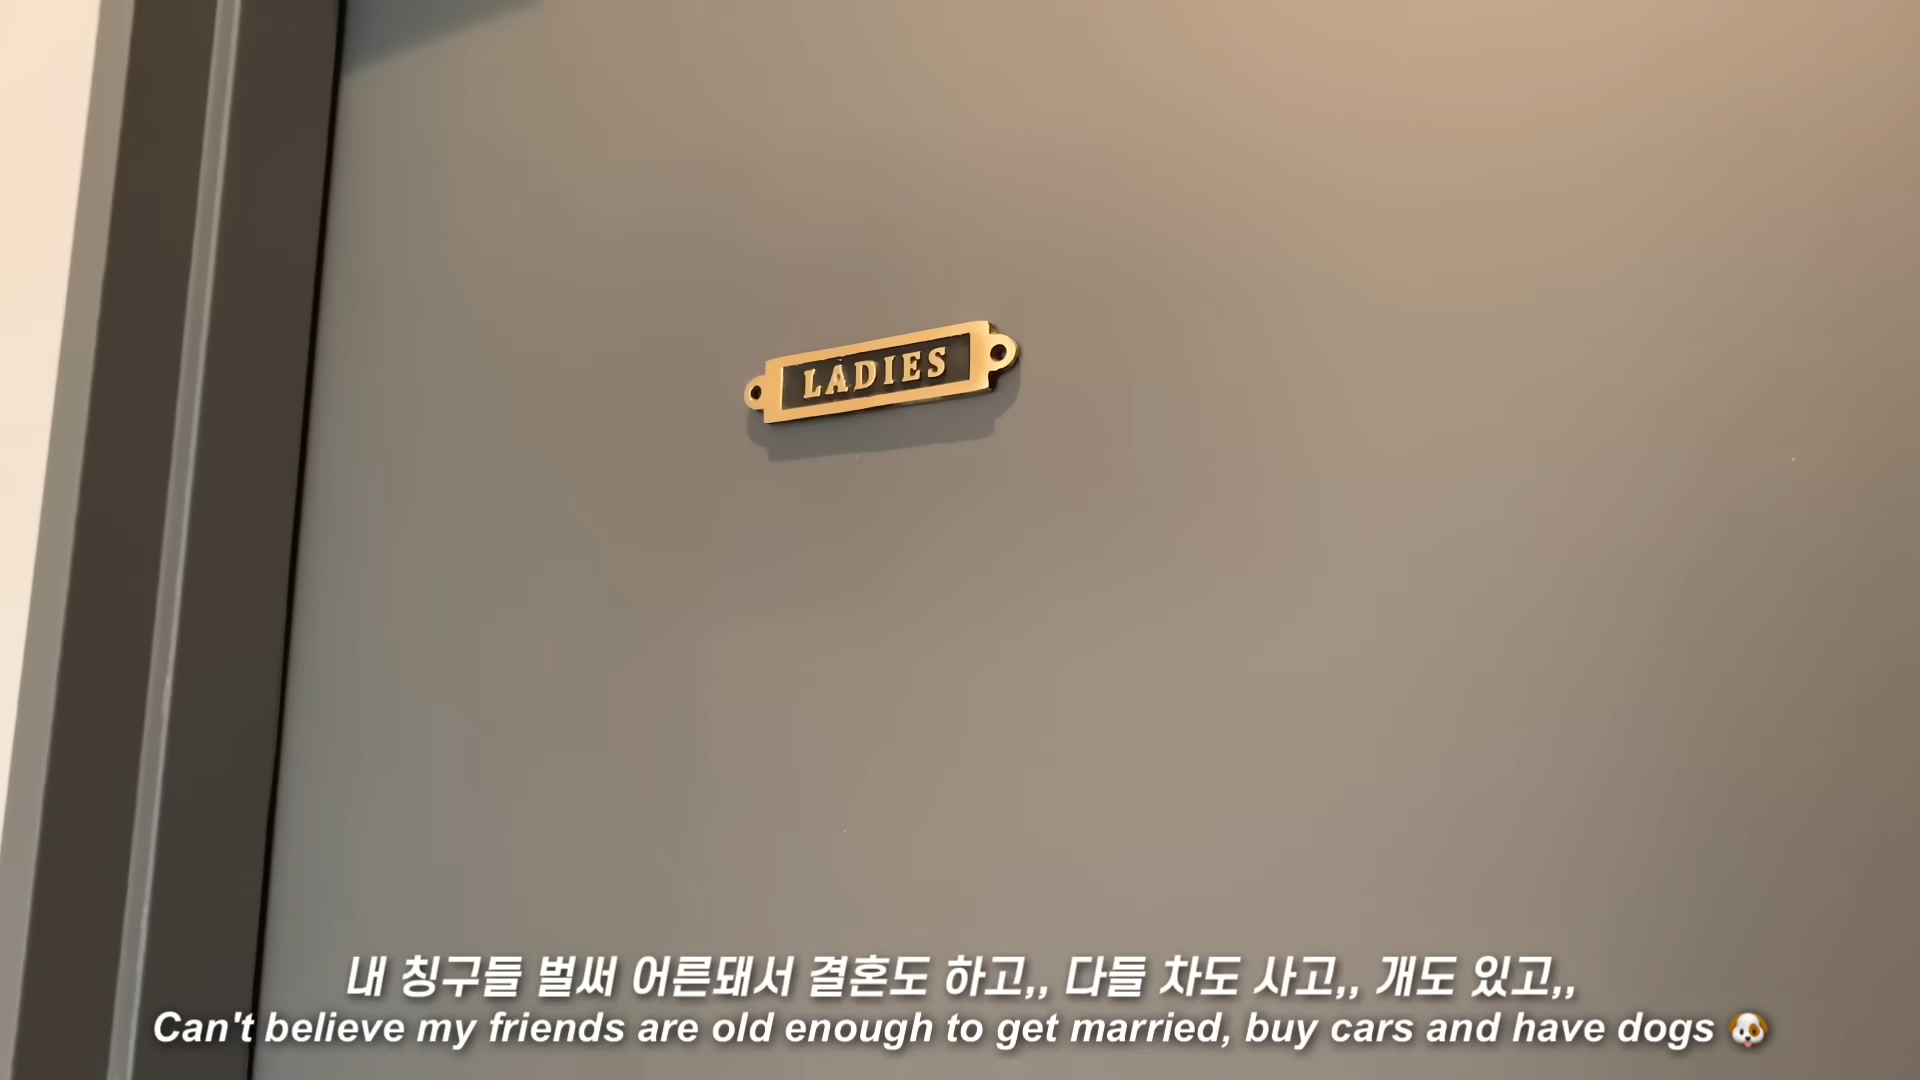 LADIES
내 칭구들 벌써 어른돼서 결혼도 하고,, 다들 차도 사고,, 개도 있고,,
Can't believe my friends are old enough to get married, buy cars and have dogs 🐶